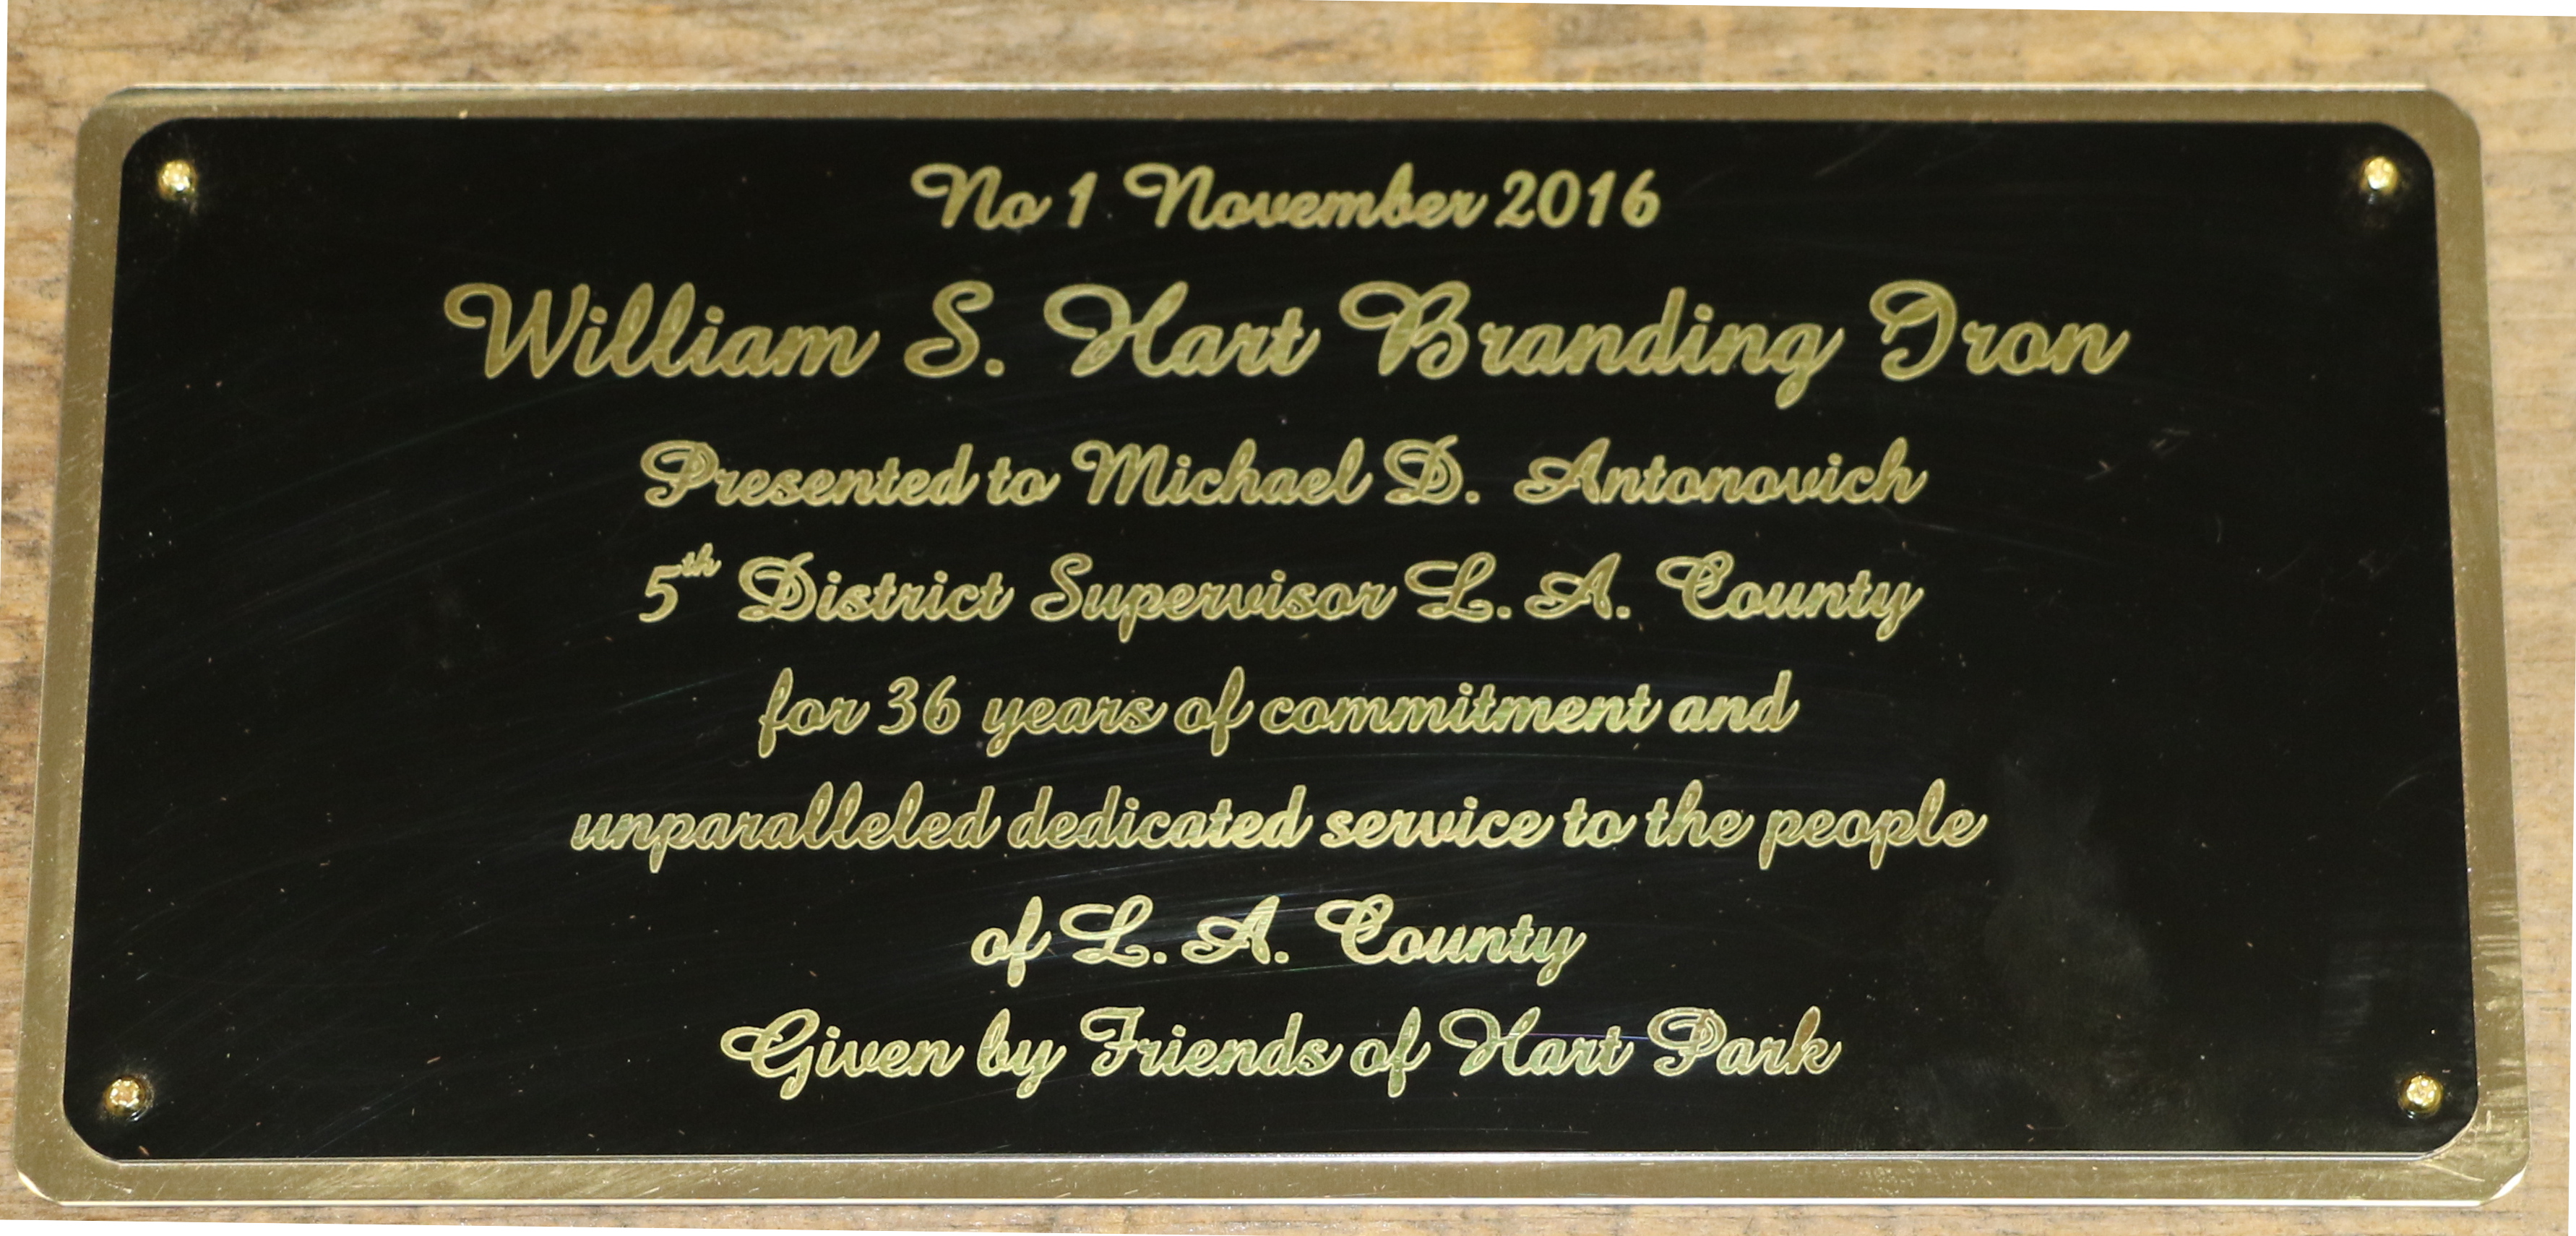 No 1 November 2016
William S. Hart Branding Iron
Presented to Michael D. Antonovich
5th District Supervisor L. A. County
for 36 years of commitment and
unparalleled dedicated service to the people
of L. A. County
Given by Friends of Hart Park